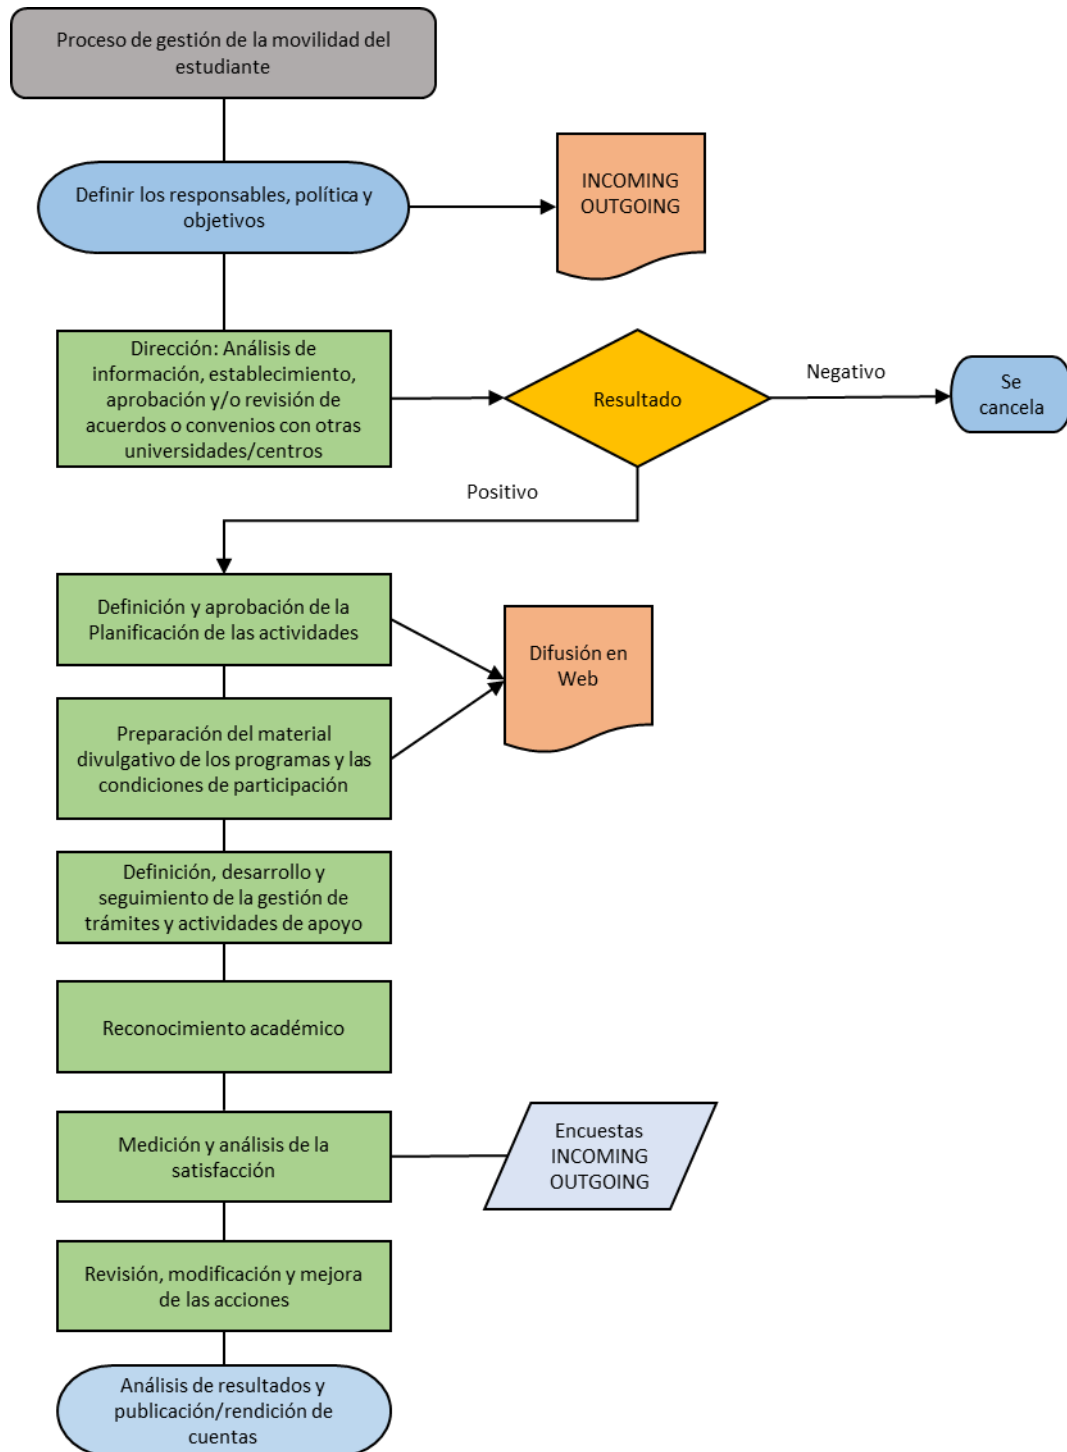 Proceso de gestión de la movilidad del
estudiante
Definir los responsables, política y
objetivos
INCOMING
OUTGOING
Dirección: Análisis de
información, establecimiento,
aprobación y/o revisión de
acuerdos o convenios con otras
universidades/centros
Resultado
Negativo
Se
cancela
Positivo
Definición y aprobación de la
Planificación de las actividades
Difusión en
Web
Preparación del material
divulgativo de los programas y las
condiciones de participación
Definición, desarrollo y
seguimiento de la gestión de
trámites y actividades de apoyo
Reconocimiento académico
Medición y análisis de la
satisfacción
Encuestas
INCOMING
OUTGOING
Revisión, modificación y mejora
de las acciones
Análisis de resultados y
publicación/rendición de
cuentas